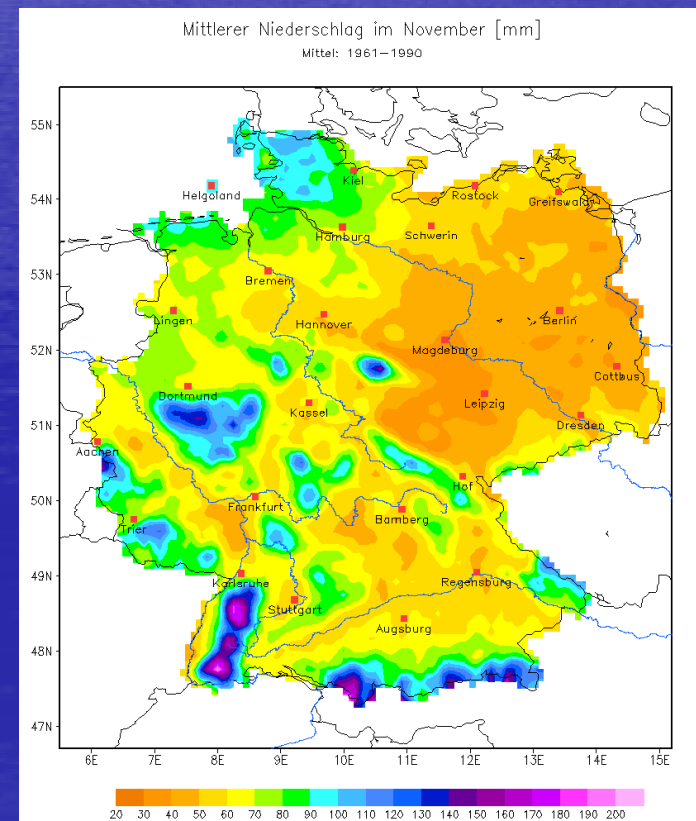 Mittlerer Niederschlag im November [mm]
Mittel: 1961-1990
55N
54N
53N
52N
51N
50N
49N
48N
47N
Kiel
Helgoland
Rostock
Greifswald
Hamburg
Schwerin
Bremen
Lingen
Hannover
Berlin
Magdeburg
Cottbus
Dortmund
Kassel
Leipzig
Dresden
Aachen
Hof
Frankfurt
Bamberg
Trier
Karlsruhe
Regensburg
Stuttgart
Augsburg
6E 7E 8E 9E 10E 11E 12E 13E 14E 15E
20 30 40 50 60 70 80 90 100 110 120 130 140 150 160 170 180 190 200